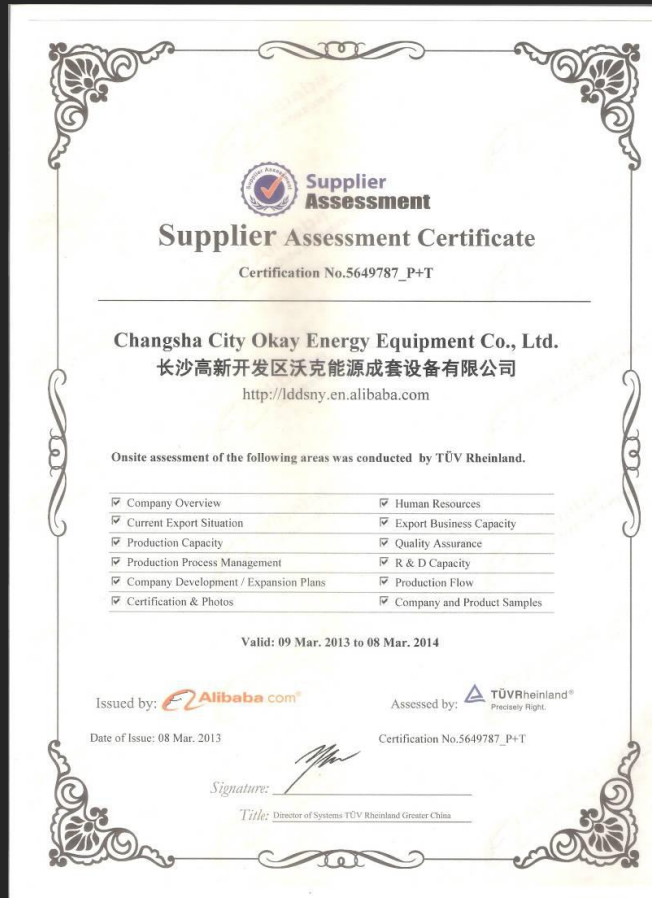 Supplier Assessment
Supplier
Assessment
Supplier Assessment Certificate
Certification No.5649787_P+T
Changsha City Okay Energy Equipment Co., Ltd.
长沙高新开发区沃克能源成套设备有限公司
http://lddsny.en.alibaba.com
Onsite assessment of the following areas was conducted by TÜV Rheinland.
Company Overview
Human Resources
Current Export Situation
Export Business Capacity
Production Capacity
Quality Assurance
Production Process Management
R & D Capacity
Company Development / Expansion Plans
Production Flow
Certification & Photos
Company and Product Samples
Valid: 09 Mar. 2013 to 08 Mar. 2014
Issued by: Alibaba.com®
Assessed by: TÜVRheinland®
Precisely Right.
Date of Issue: 08 Mar. 2013
Certification No.5649787_P+T
Signature:
Title: Director of Systems TÜV Rheinland Greater China